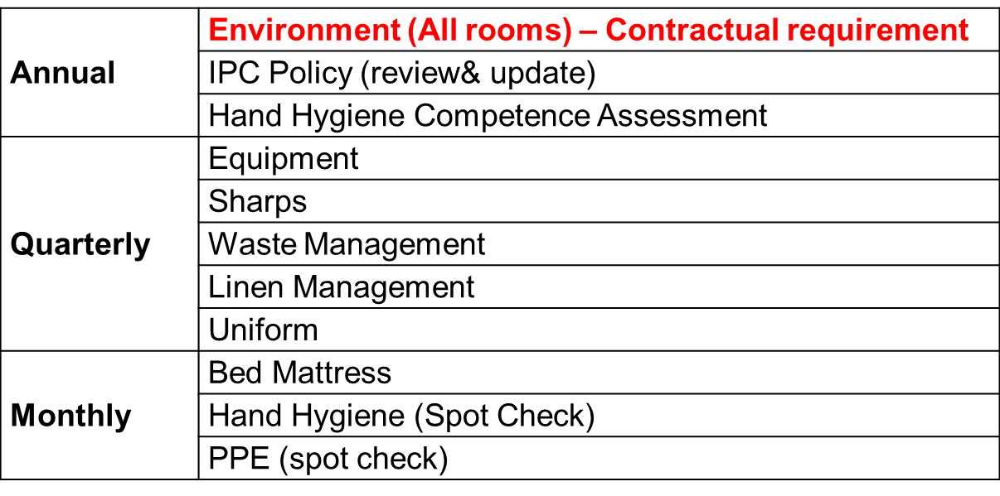 Annual
Environment (All rooms) – Contractual requirement
IPC Policy (review& update)
Hand Hygiene Competence Assessment
Quarterly
Equipment
Sharps
Waste Management
Linen Management
Uniform
Monthly
Bed Mattress
Hand Hygiene (Spot Check)
PPE (spot check)